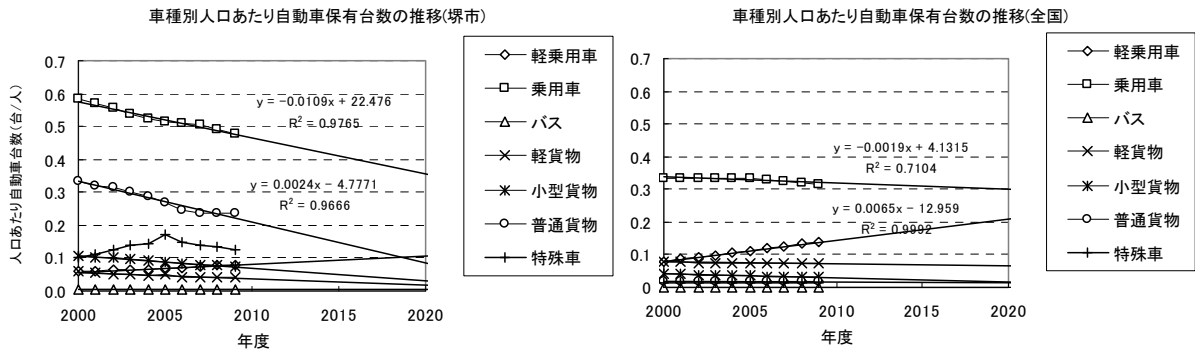 車種別人口あたり自動車保有台数の推移(堺市)
人口あたり自動車台数(台/人)
0.7
0.6
0.5
0.4
0.3
0.2
0.1
0.0
y = -0.0109x + 22.476
R² = 0.9765
y = 0.0024x - 4.7771
R² = 0.9666
2000
2005
2010
2015
2020
年度
軽乗用車
乗用車
バス
軽貨物
小型貨物
普通貨物
特殊車
車種別人口あたり自動車保有台数の推移(全国)
0.7
0.6
0.5
0.4
0.3
0.2
0.1
0
y = -0.0019x + 4.1315
R² = 0.7104
y = 0.0065x - 12.959
R² = 0.9992
2000
2005
2010
2015
2020
年度
軽乗用車
乗用車
バス
軽貨物
小型貨物
普通貨物
特殊車